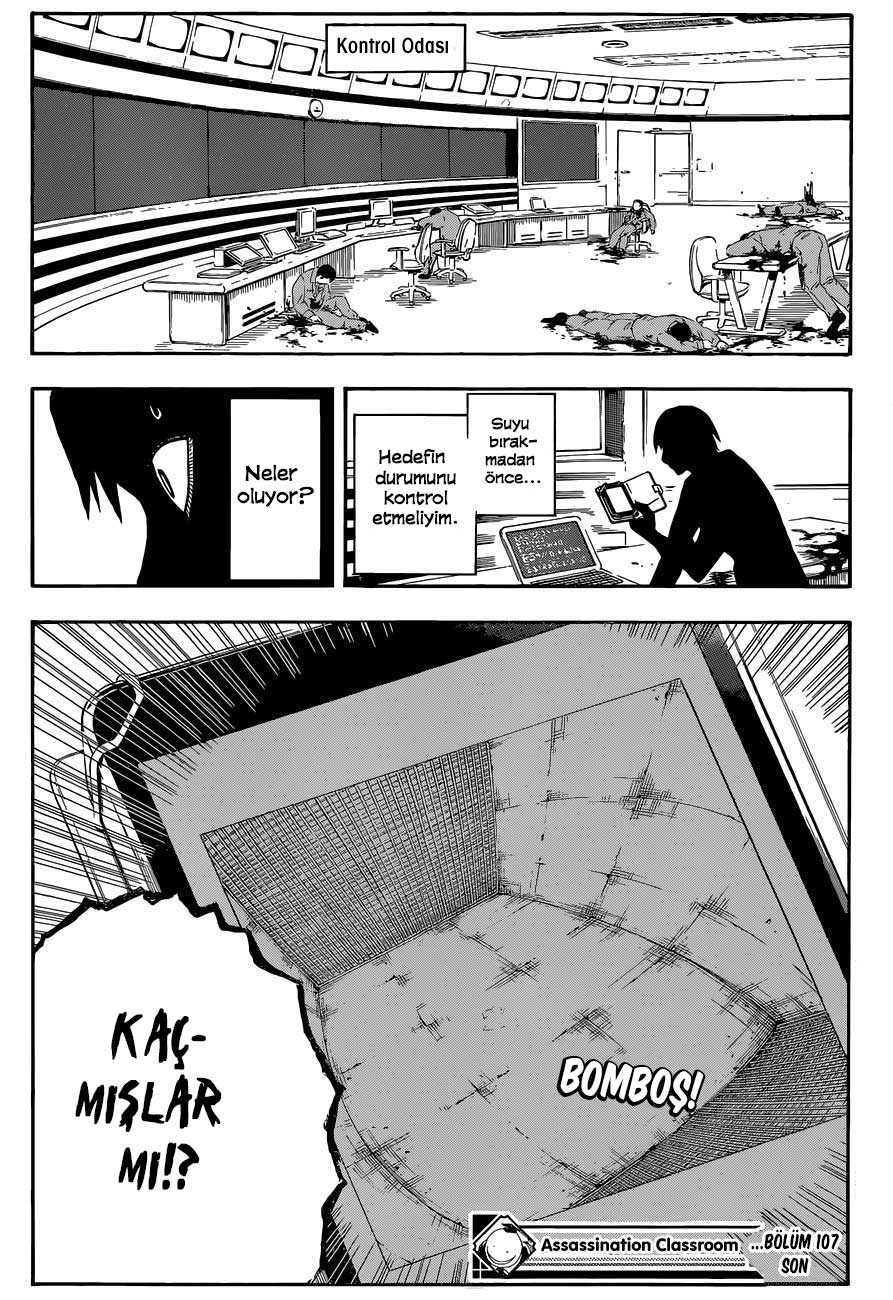 Kontrol Odası
Suyu
bırak-
madan
önce...
Hedefin
durumunu
kontrol
etmeliyim.
Neler
oluyor?
KAÇ-
MIŞLAR
MI!?
BOMBOŞ!
Assassination Classroom
...BÖLÜM 107
SON